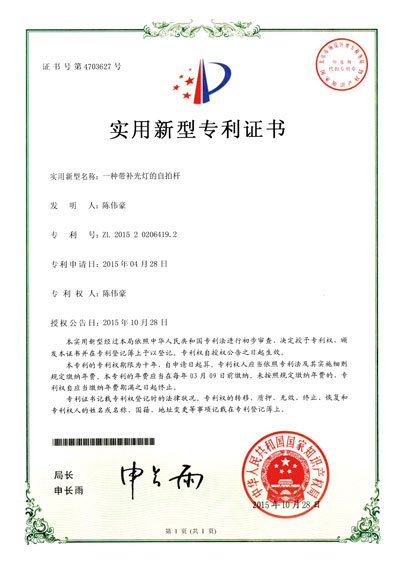 证书号第4703627号
实用新型专利证书
实用新型名称：一种带补光灯的自拍杆
发 明 人：陈伟豪
专 利 号：ZL 2015 2 0206419.2
专利申请日：2015年04月28日
专 利 权 人：陈伟豪
授权公告日：2015年10月28日
本实用新型经过本局依照中华人民共和国专利法进行初步审查，决定授予专利权，颁
发本证书并在专利登记簿上予以登记。专利权自授权公告之日起生效。
本专利的专利权期限为十年，自申请日起算。专利权人应当依照专利法及其实施细则
规定缴纳年费。本专利的年费应当在每年03月09日前缴纳。未按照规定缴纳年费的，专
利权自应当缴纳年费期满之日起终止。
专利证书记载专利权登记时的法律状况。专利权的转移、质押、无效、终止、恢复和
专利权人的姓名或名称、国籍、地址变更等事项记载在专利登记簿上。
局长
申长雨
申长雨
中华人民共和国国家知识产权局
2015年10月28日
第 1 页 (共 1 页)